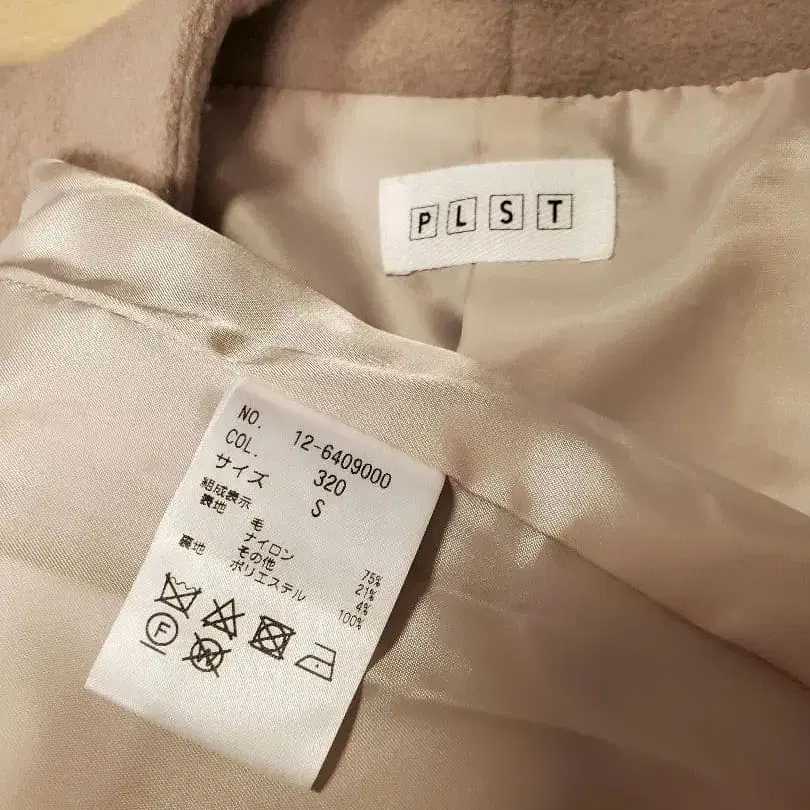 PLST
NO. 12-6409000
COL. 320
サイズ S
組成表示
表地 毛 75%
ナイロン 21%
その他 4%
裏地 ポリエステル 100%
F
W